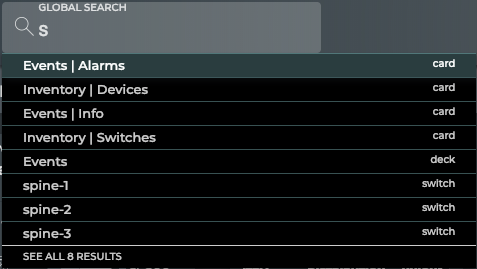 GLOBAL SEARCH
S
Events | Alarms card
Inventory | Devices card
Events | Info card
Inventory | Switches card
Events deck
spine-1 switch
spine-2 switch
spine-3 switch
SEE ALL 8 RESULTS